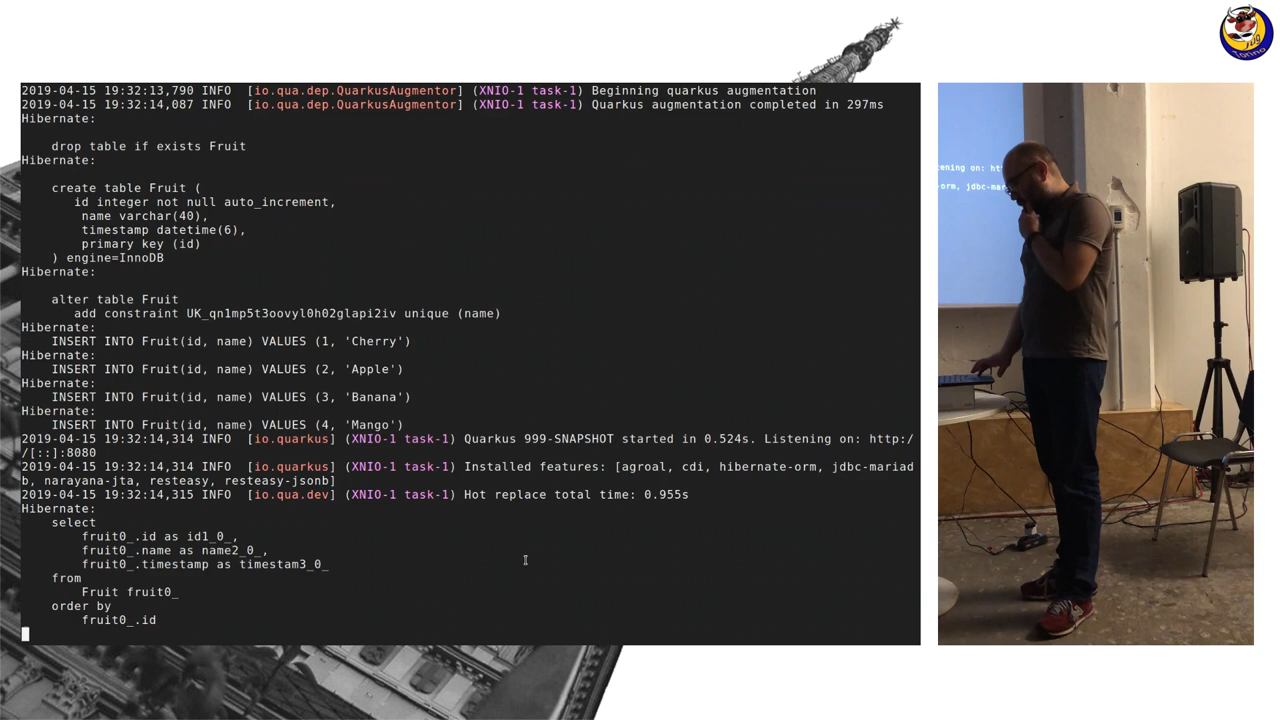 2019-04-15 19:32:13,790 INFO  [io.qua.dep.QuarkusAugmentor] (XNIO-1 task-1) Beginning quarkus augmentation
2019-04-15 19:32:14,087 INFO  [io.qua.dep.QuarkusAugmentor] (XNIO-1 task-1) Quarkus augmentation completed in 297ms
Hibernate:
drop table if exists Fruit
Hibernate:
create table Fruit (
id integer not null auto_increment,
name varchar(40),
timestamp datetime(6),
primary key (id)
) engine=InnoDB
Hibernate:
alter table Fruit
add constraint UK_qn1mp5t3oovyl0h02glapi2iv unique (name)
Hibernate:
INSERT INTO Fruit(id, name) VALUES (1, 'Cherry')
Hibernate:
INSERT INTO Fruit(id, name) VALUES (2, 'Apple')
Hibernate:
INSERT INTO Fruit(id, name) VALUES (3, 'Banana')
Hibernate:
INSERT INTO Fruit(id, name) VALUES (4, 'Mango')
2019-04-15 19:32:14,314 INFO  [io.quarkus] (XNIO-1 task-1) Quarkus 999-SNAPSHOT started in 0.524s. Listening on: http:/
/[::]:8080
2019-04-15 19:32:14,314 INFO  [io.quarkus] (XNIO-1 task-1) Installed features: [agroal, cdi, hibernate-orm, jdbc-mariad
b, narayana-jta, resteasy, resteasy-jsonb]
2019-04-15 19:32:14,315 INFO  [io.qua.dev] (XNIO-1 task-1) Hot replace total time: 0.955s
Hibernate:
select
fruit0_.id as id1_0_,
fruit0_.name as name2_0_,
fruit0_.timestamp as timestam3_0_
from
Fruit fruit0_
order by
fruit0_.id
tening on: ht
-orm, jdbc-mar
jug
Torino